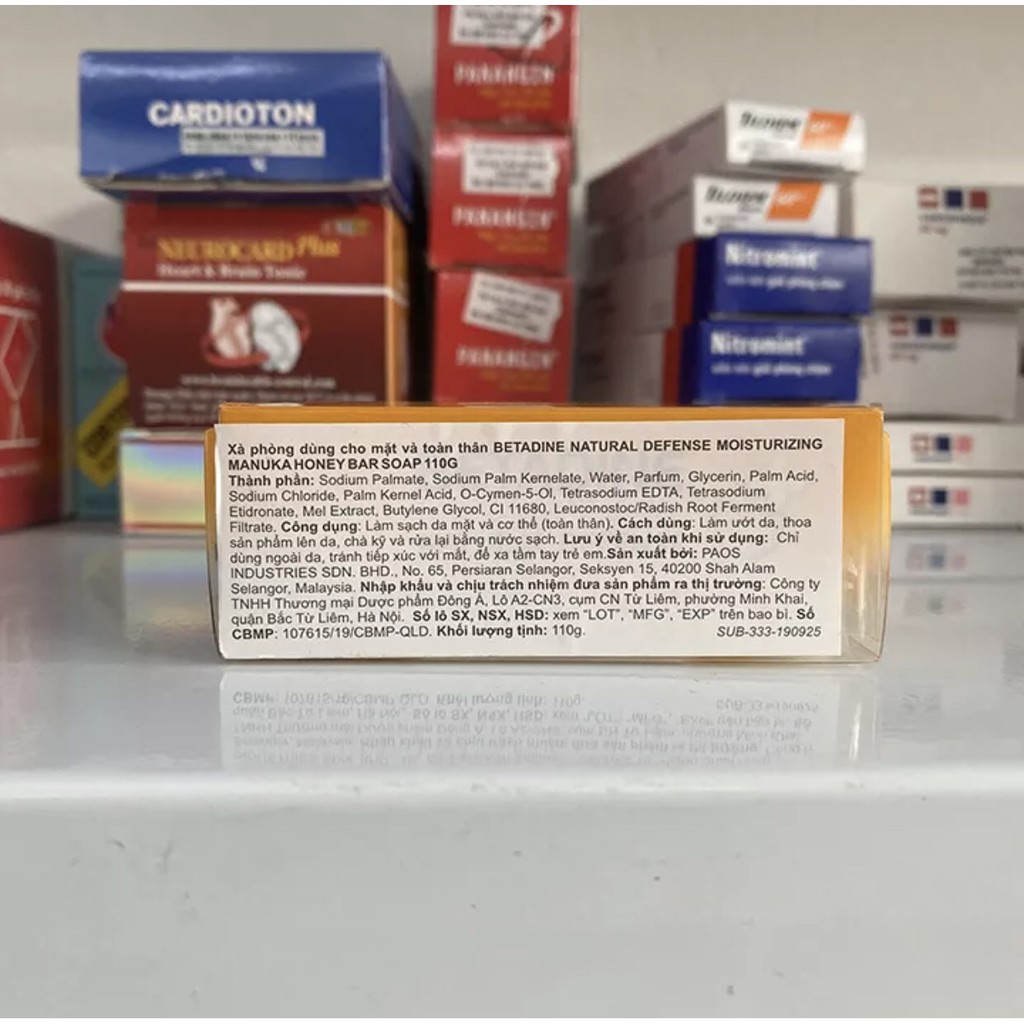 CARDIOTON
NEUROCARD Plus
Heart & Brain Tonic
PANANGIN
PANANGIN
PANANGIN
Nitromint
Nitromint
Xà phòng dùng cho mặt và toàn thân BETADINE NATURAL DEFENSE MOISTURIZING
MANUKA HONEY BAR SOAP 110G
Thành phần: Sodium Palmate, Sodium Palm Kernelate, Water, Parfum, Glycerin, Palm Acid,
Sodium Chloride, Palm Kernel Acid, O-Cymen-5-Ol, Tetrasodium EDTA, Tetrasodium
Etidronate, Mel Extract, Butylene Glycol, CI 11680, Leuconostoc/Radish Root Ferment
Filtrate. Công dụng: Làm sạch da mặt và cơ thể (toàn thân). Cách dùng: Làm ướt da, thoa
sản phẩm lên da, chà kỹ và rửa lại bằng nước sạch. Lưu ý về an toàn khi sử dụng: Chỉ
dùng ngoài da, tránh tiếp xúc với mắt, để xa tầm tay trẻ em.Sản xuất bởi: PAOS
INDUSTRIES SDN. BHD., No. 65, Persiaran Selangor, Seksyen 15, 40200 Shah Alam
Selangor, Malaysia. Nhập khẩu và chịu trách nhiệm đưa sản phẩm ra thị trường: Công ty
TNHH Thương mại Dược phẩm Đông Á, Lô A2-CN3, cụm CN Từ Liêm, phường Minh Khai,
quận Bắc Từ Liêm, Hà Nội. Số lô SX, NSX, HSD: xem "LOT", "MFG", "EXP" trên bao bì. Số
CBMP: 107615/19/CBMP-QLD. Khối lượng tịnh: 110g. SUB-333-190925